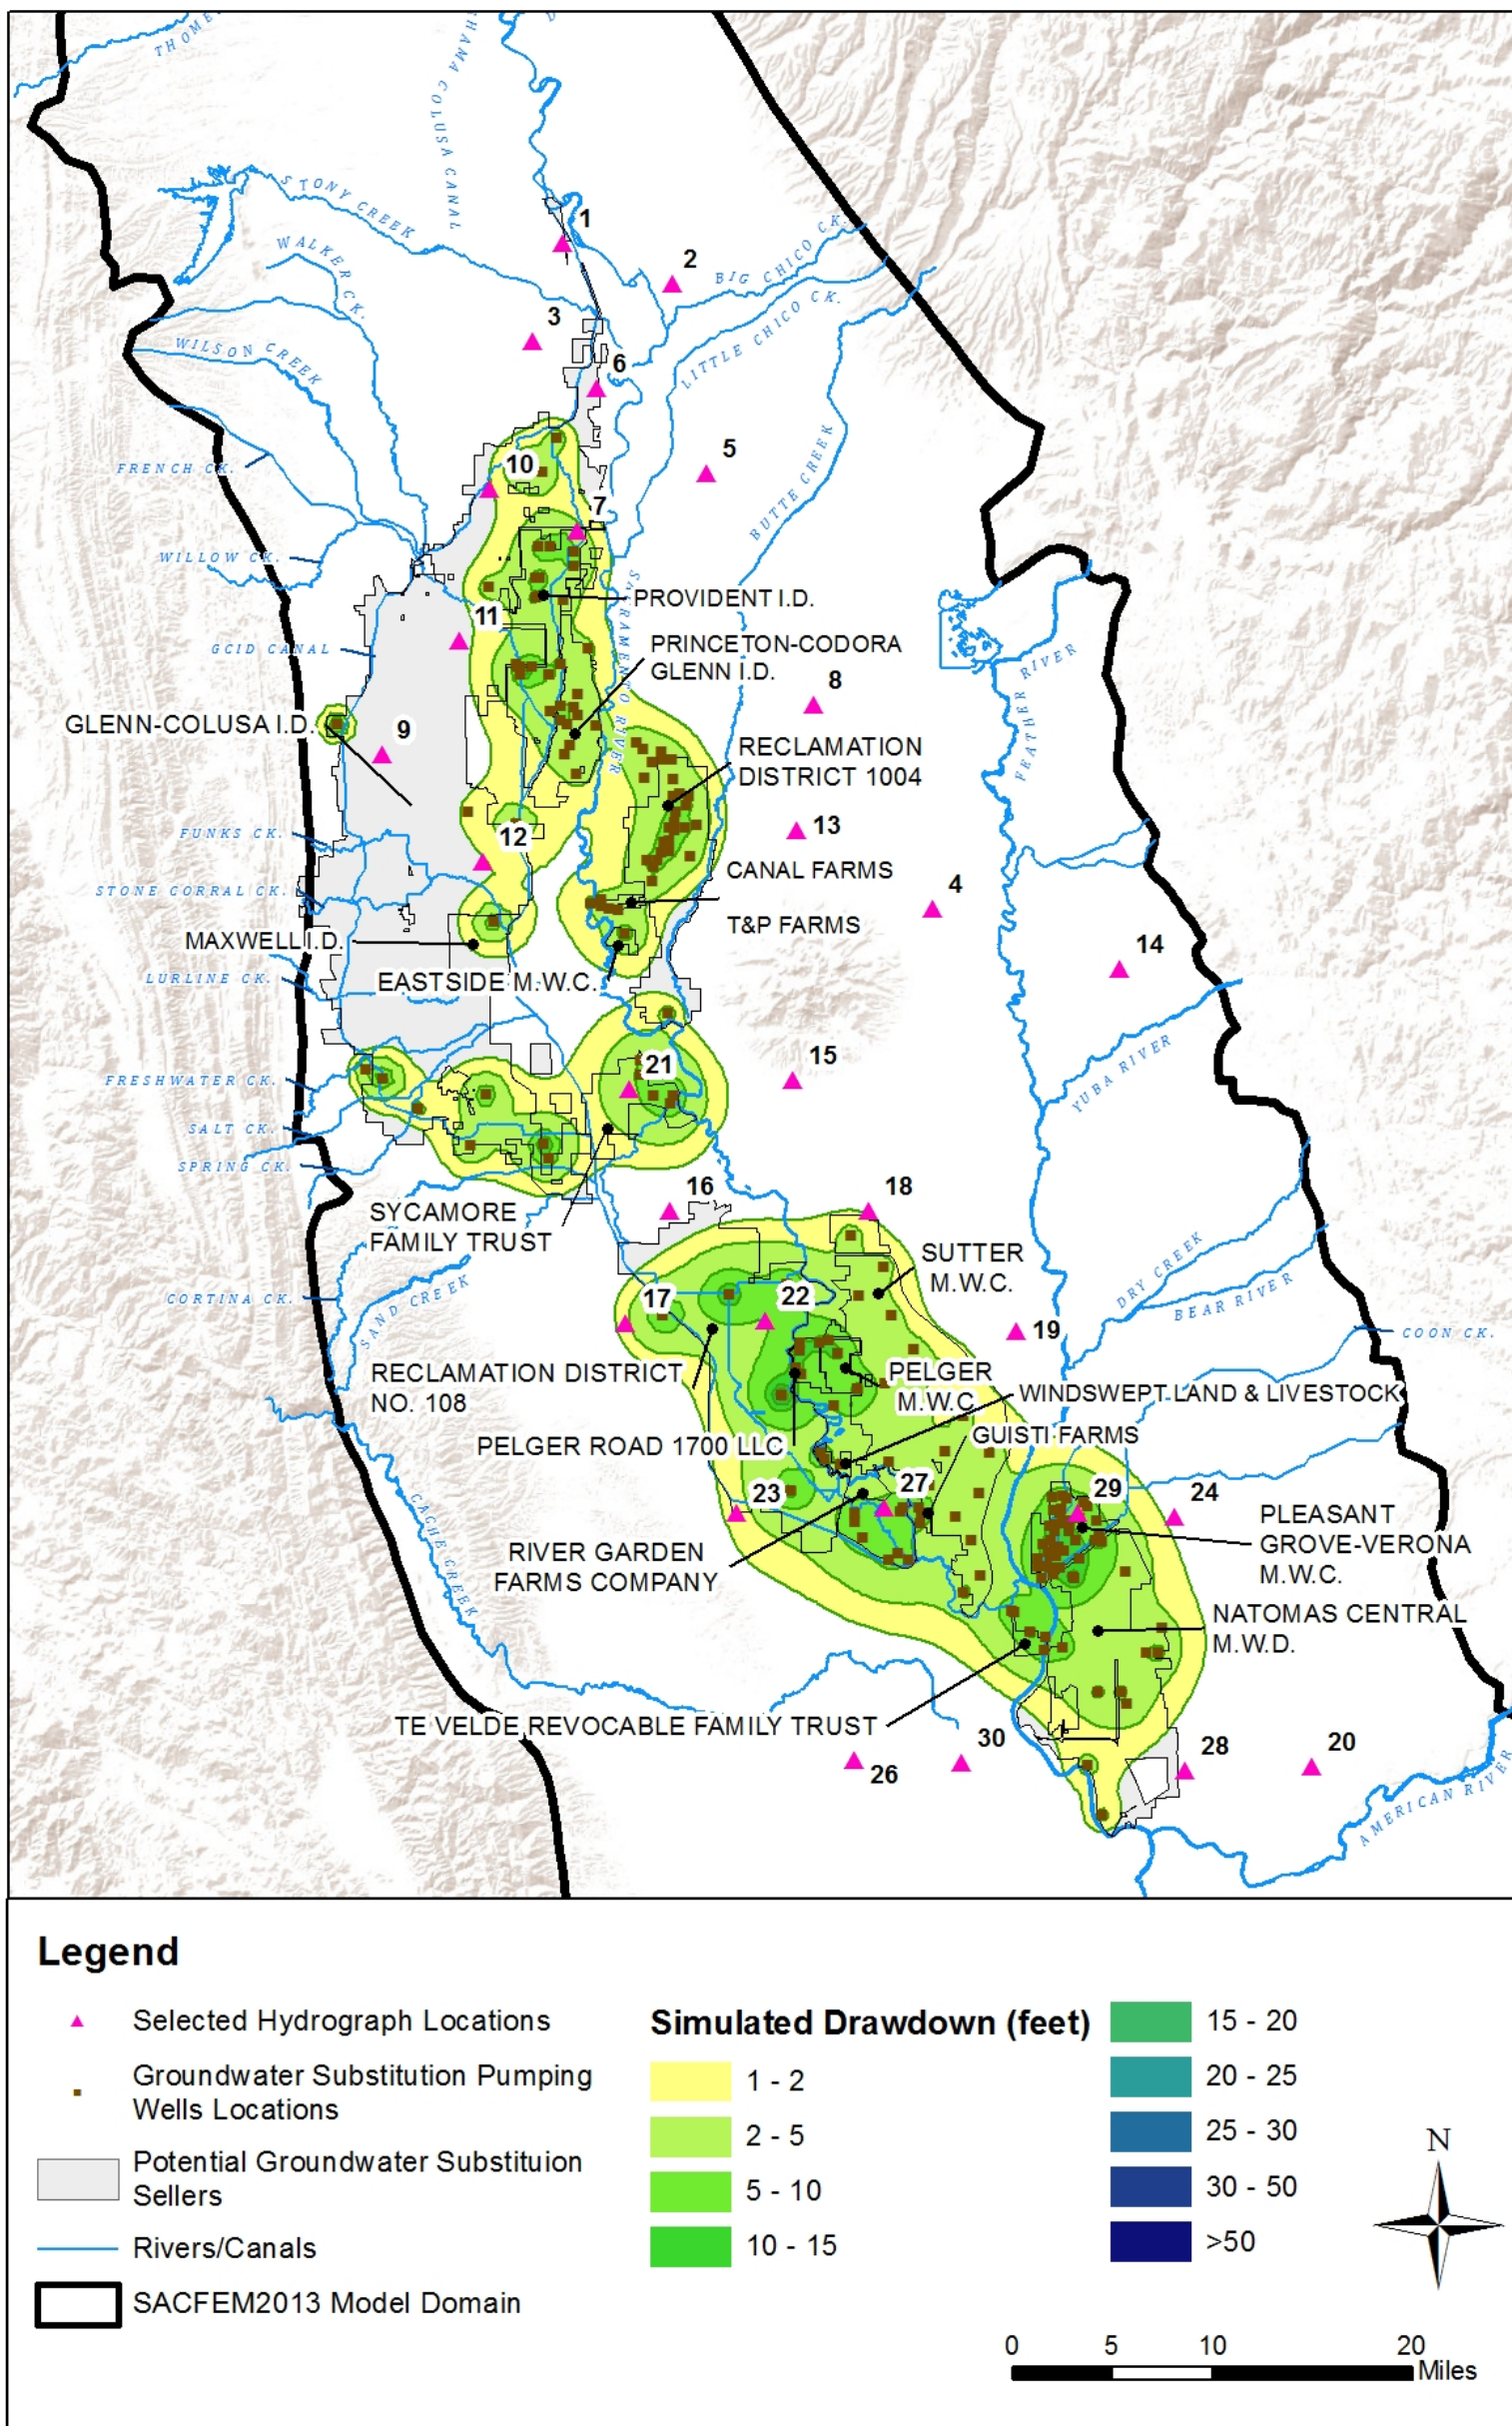 THOME
HAMA COLUSA CANAL
D
STONY CREEK
WALKER CK.
1
2
BIG CHICO CK.
LITTLE CHICO CK.
3
WILSON CREEK
6
10
5
FRENCH CK.
BUTTE CREEK
7
WILLOW CK.
SACRAMENTO RIVER
PROVIDENT I.D.
11
PRINCETON-CODORA
GLENN I.D.
GCID CANAL
FEATHER RIVER
8
GLENN-COLUSA I.D.
9
RECLAMATION
DISTRICT 1004
FUNKS CK.
12
13
CANAL FARMS
STONE CORRAL CK.
4
T&P FARMS
MAXWELL I.D.
14
LURLINE CK.
EASTSIDE M.W.C.
15
21
FRESHWATER CK.
YUBA RIVER
SALT CK.
SPRING CK.
16
18
SYCAMORE
FAMILY TRUST
SUTTER
M.W.C.
DRY CREEK
BEAR RIVER
CORTINA CK.
SAND CREEK
17
22
19
COON CK.
RECLAMATION DISTRICT
NO. 108
PELGER
M.W.C.
WINDSWEPT LAND & LIVESTOCK
PELGER ROAD 1700 LLC
GUISTI FARMS
CACHE CREEK
23
27
29
24
PLEASANT
GROVE-VERONA
M.W.C.
RIVER GARDEN
FARMS COMPANY
NATOMAS CENTRAL
M.W.D.
TE VELDE REVOCABLE FAMILY TRUST
26
30
28
20
AMERICAN RIVER
Legend
Selected Hydrograph Locations
Groundwater Substitution Pumping
Wells Locations
Potential Groundwater Substituion
Sellers
Rivers/Canals
SACFEM2013 Model Domain
Simulated Drawdown (feet)
1 - 2
2 - 5
5 - 10
10 - 15
15 - 20
20 - 25
25 - 30
30 - 50
>50
N
0 5 10 20
Miles